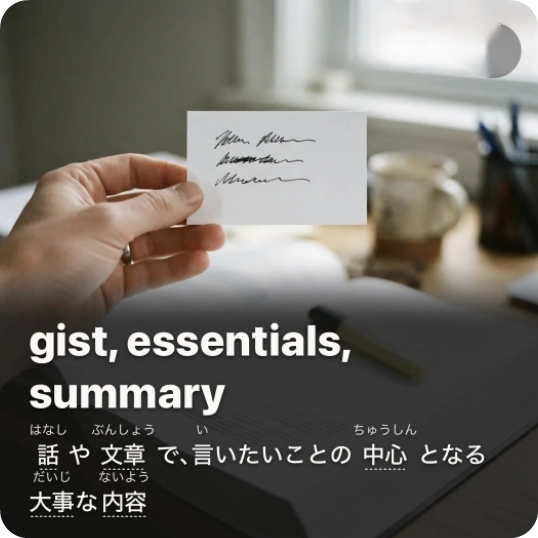 gist, essentials,
summary
はなし ぶんしょう い ちゅうしん
話や文章で、言いたいことの中心となる
だいじ ないよう
大事な内容